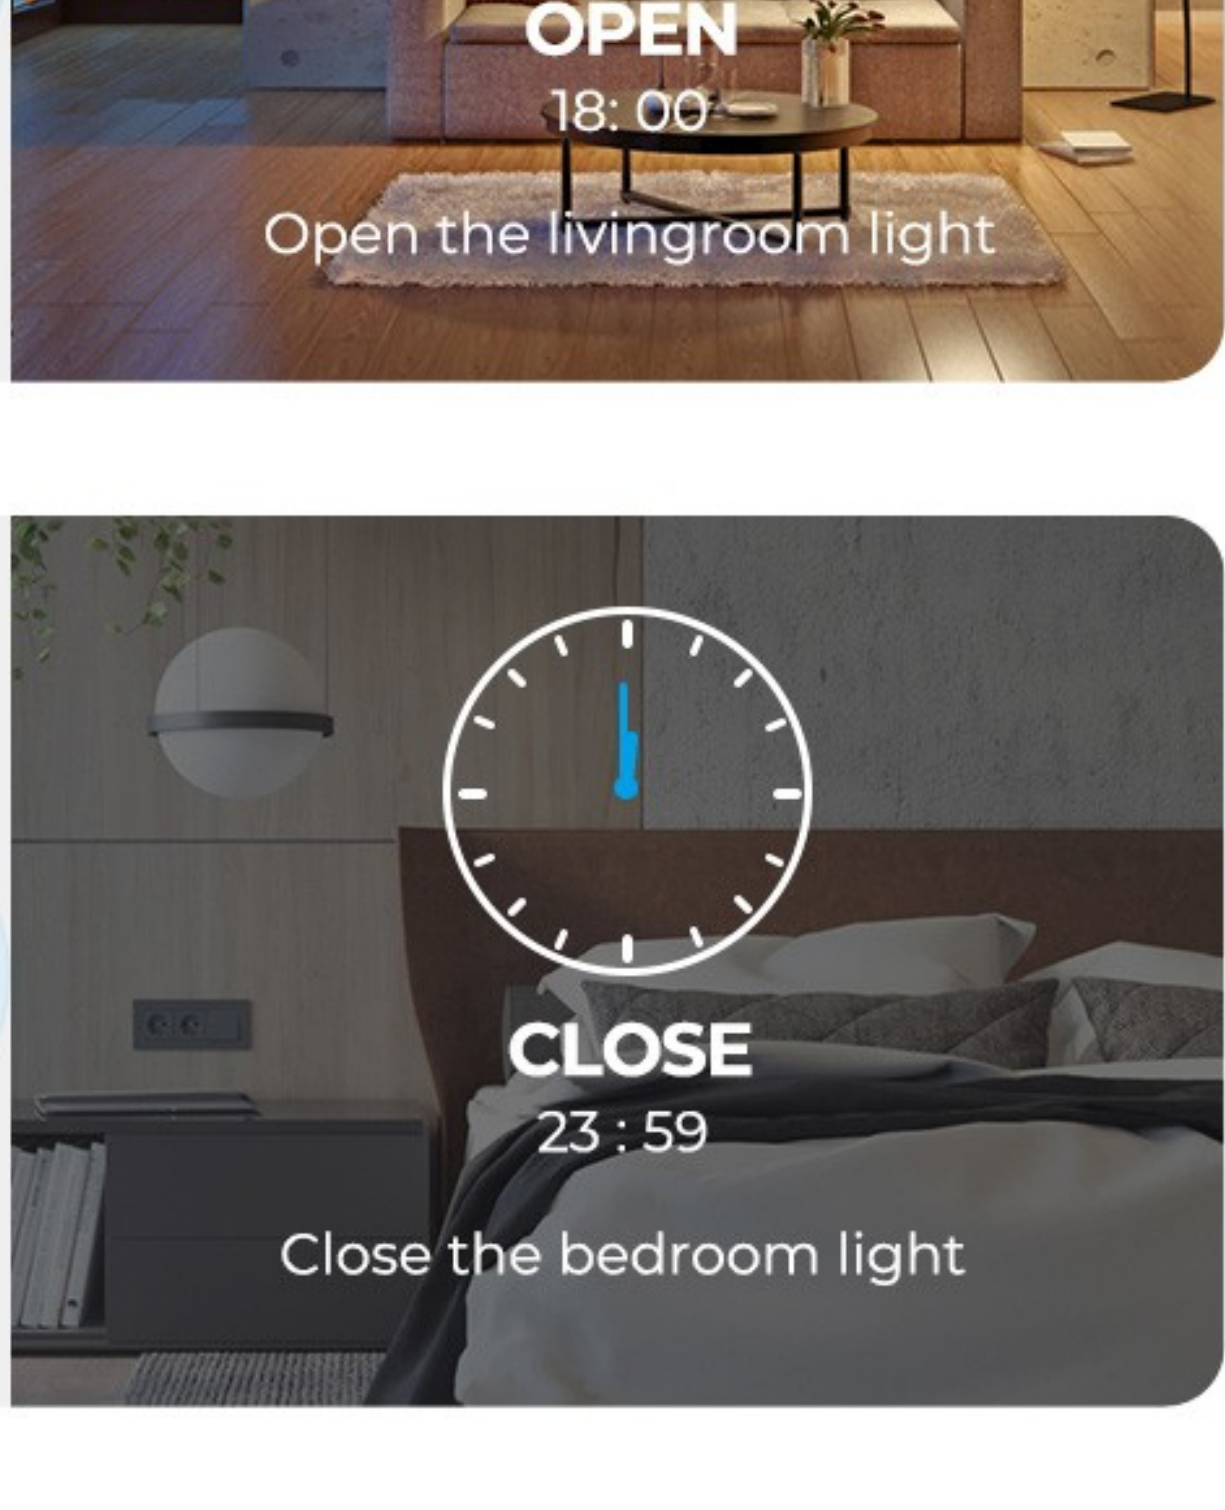 OPEN
18: 00
Open the livingroom light
CLOSE
23 : 59
Close the bedroom light